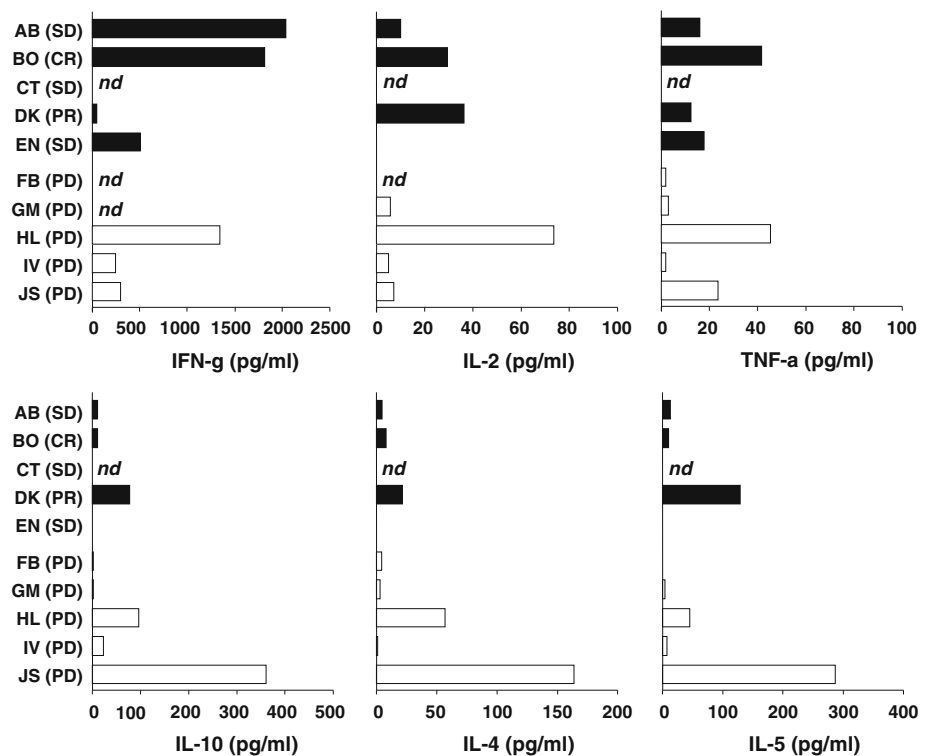 AB (SD)
BO (CR)
CT (SD) nd nd nd
DK (PR)
EN (SD)
FB (PD) nd nd
GM (PD) nd
HL (PD)
IV (PD)
JS (PD)
0 500 1000 1500 2000 2500 0 20 40 60 80 100 0 20 40 60 80 100
IFN-g (pg/ml) IL-2 (pg/ml) TNF-a (pg/ml)
AB (SD)
BO (CR)
CT (SD) nd nd nd
DK (PR)
EN (SD)
FB (PD)
GM (PD)
HL (PD)
IV (PD)
JS (PD)
0 100 200 300 400 500 0 50 100 150 200 0 100 200 300 400
IL-10 (pg/ml) IL-4 (pg/ml) IL-5 (pg/ml)